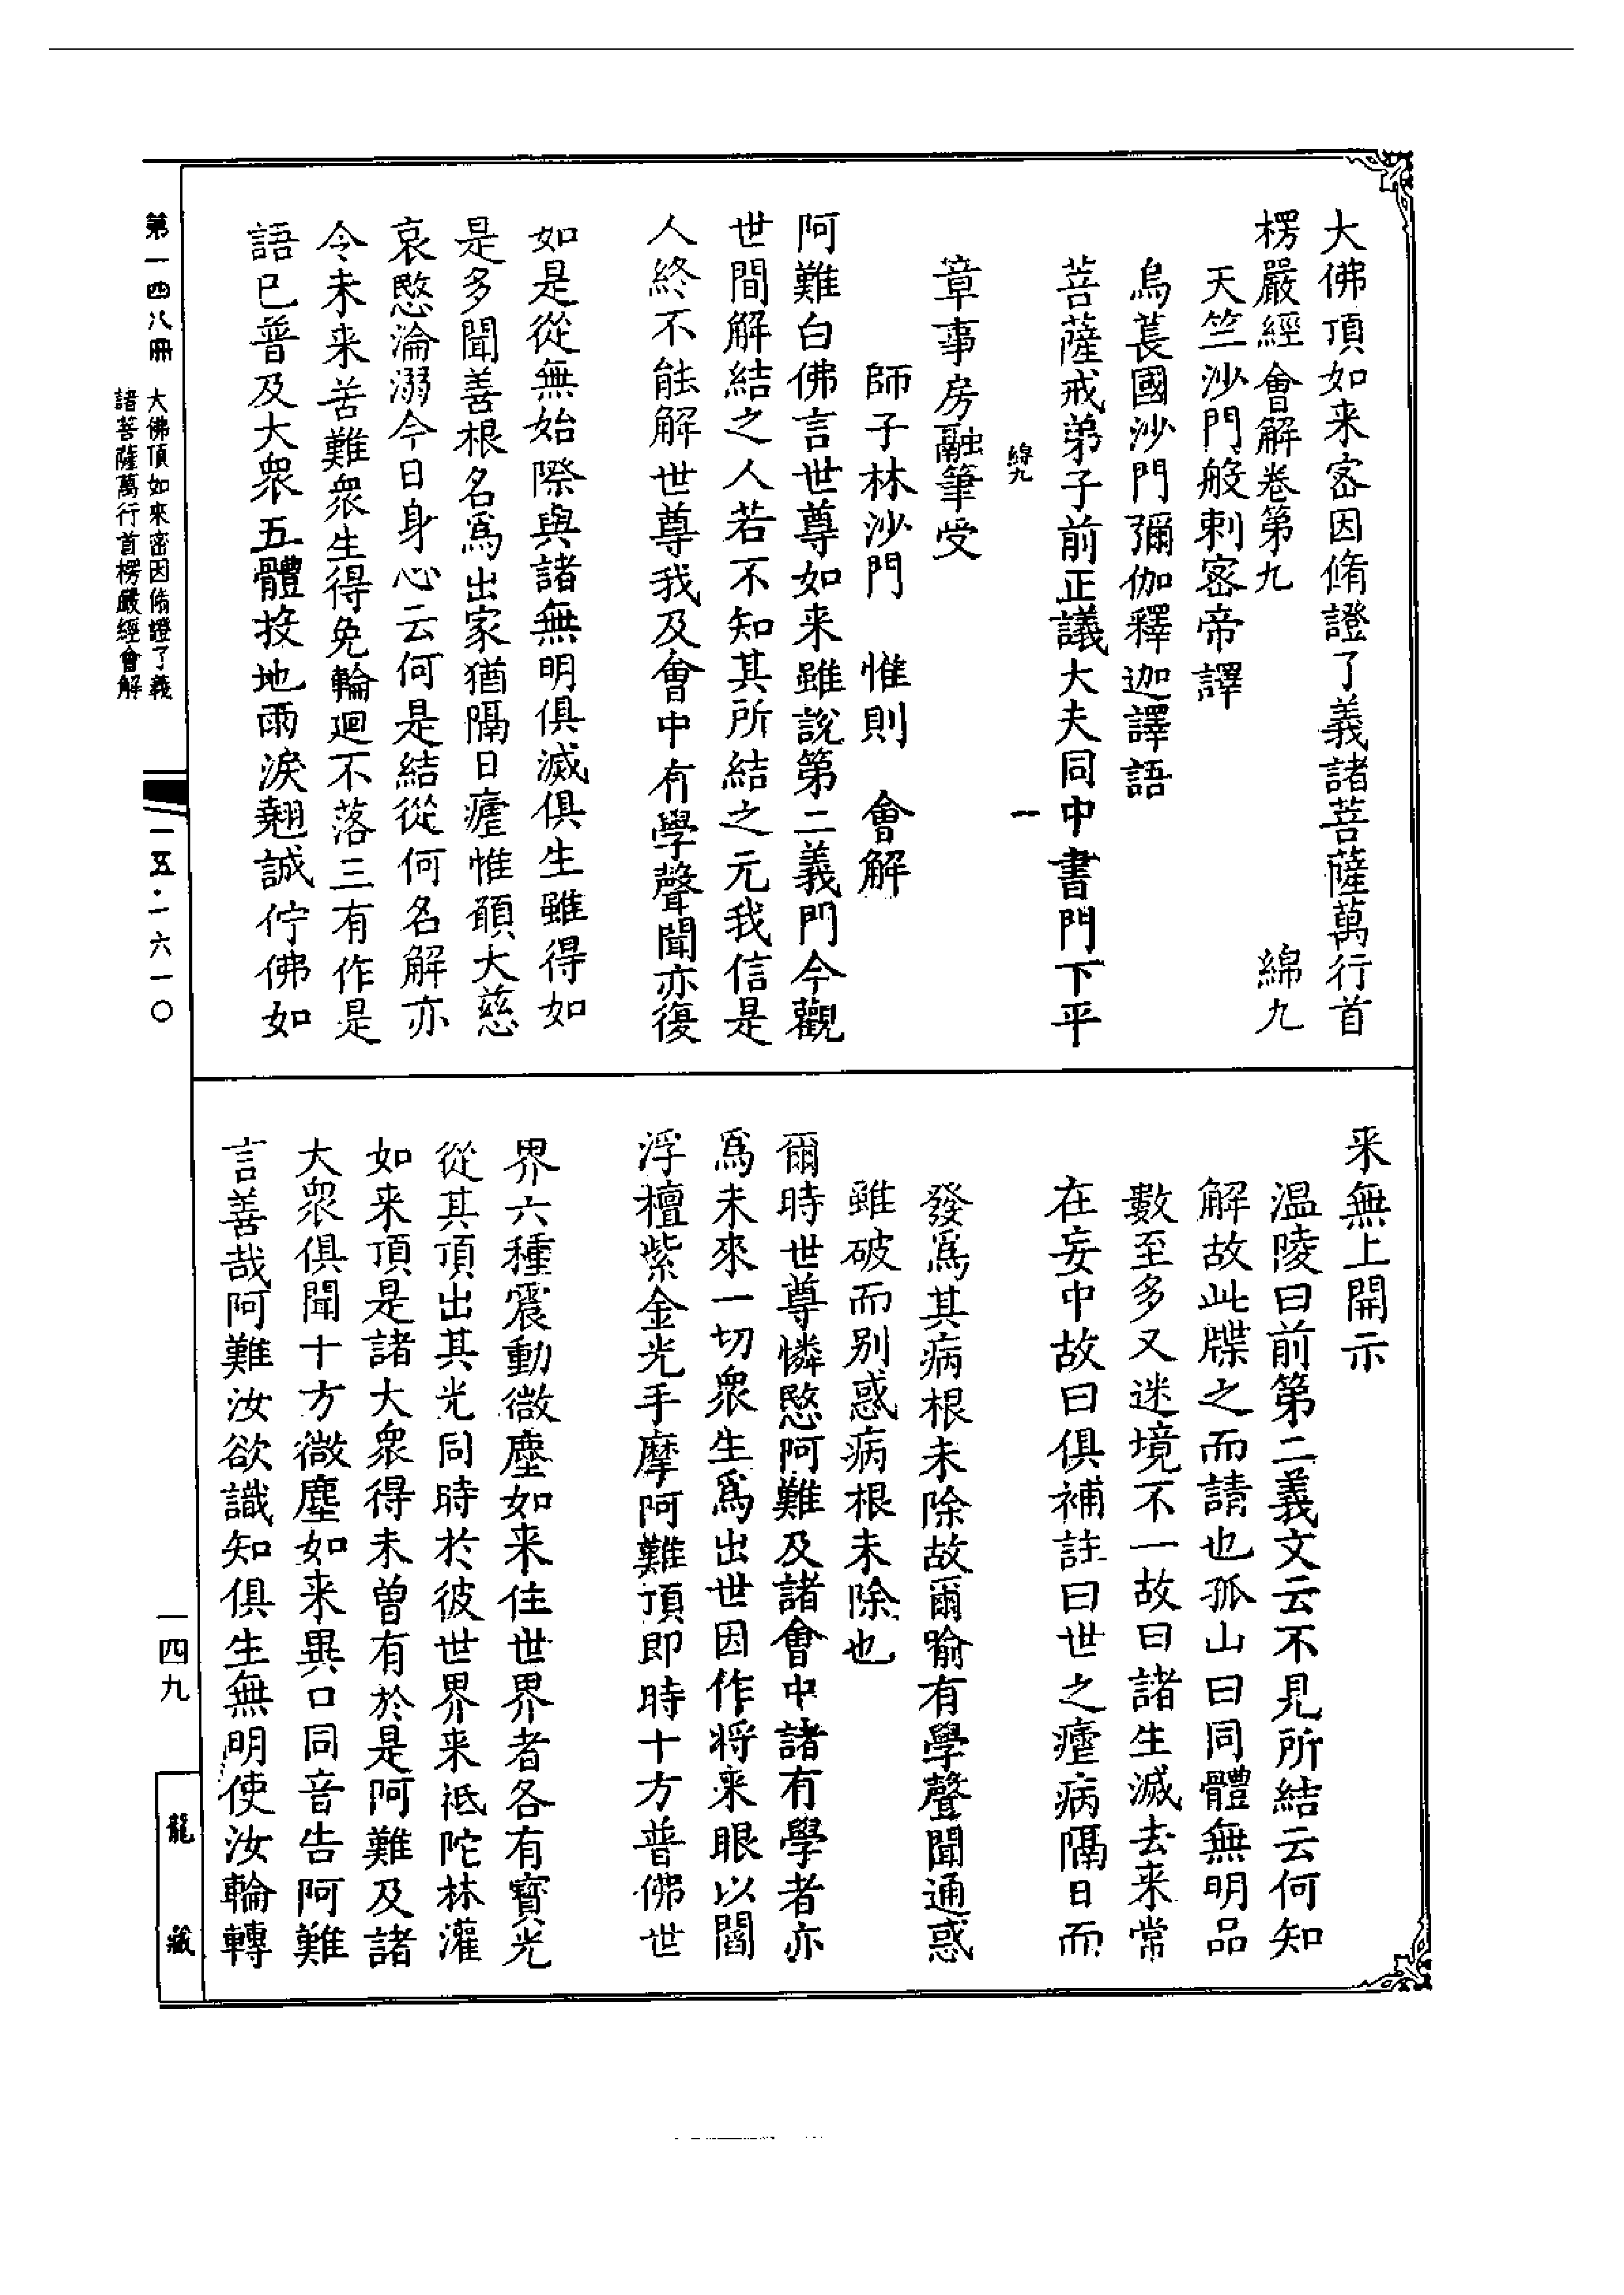 大佛頂如来宻因脩證了義諸菩薩萬行首
楞嚴經會解卷第九　綿九
天竺沙門般剌宻帝譯
烏萇國沙門彌伽釋迦譯語
菩薩戒弟子前正議大夫同中書門下平
綿九　一
章事房融筆受
師子林沙門　惟則　會解
阿難白佛言世尊如来雖説第二義門今觀
世間解結之人若不知其所結之元我信是
人終不能解世尊我及會中有學聲聞亦復
如是從無始際與諸無明俱滅俱生雖得如
是多聞善根名爲出家猶隔日瘧惟願大慈
哀愍淪溺今日身心云何是結從何名解亦
令未来苦難衆生得免輪迴不落三有作是
語已普及大衆五體投地雨淚翹誠佇佛如
来無上開示
温陵曰前第二義文云不見所結云何知
解故此牒之而請也孤山曰同體無明品
數至多又迷境不一故曰諸生滅去来常
在妄中故曰俱補註曰世之瘧病隔日而
發爲其病根未除故爾喻有學聲聞通惑
雖破而别惑病根未除也
爾時世尊憐愍阿難及諸會中諸有學者亦
爲未來一切衆生爲出世因作將来眼以閻
浮檀紫金光手摩阿難頂即時十方普佛世
界六種震動微塵如来住世界者各有寶光
從其頂出其光同時於彼世界来祇陀林灌
如来頂是諸大衆得未曾有於是阿難及諸
大衆俱聞十方微塵如来異口同音告阿難
言善哉阿難汝欲識知俱生無明使汝輪轉
第一四八冊
大佛頂如來密因脩證了義
諸菩薩萬行首楞嚴經會解
一五·一六一〇
一四九
龍藏